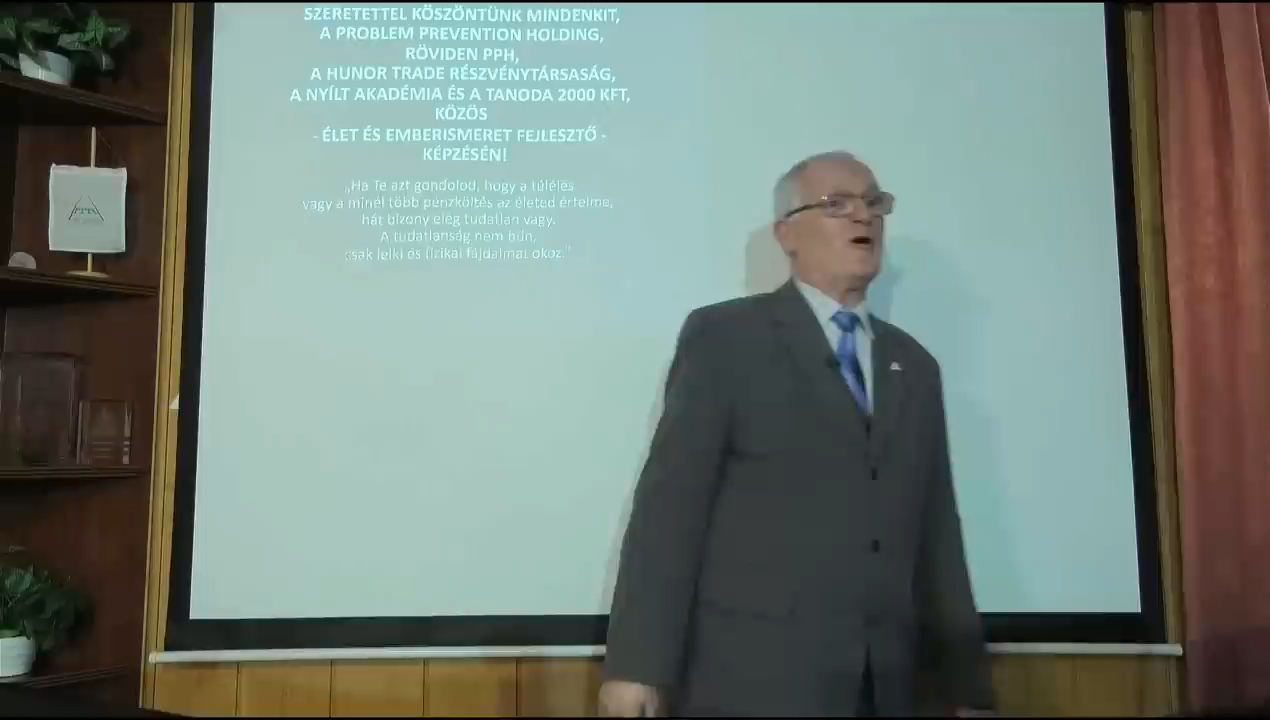 SZERETETTEL KÖSZÖNTÜNK MINDENKIT,
A PROBLEM PREVENTION HOLDING,
RÖVIDEN PPH,
A HUNOR TRADE RÉSZVÉNYTÁRSASÁG,
A NYÍLT AKADÉMIA ÉS A TANODA 2000 KFT,
KÖZÖS
- ÉLET ÉS EMBERISMERET FEJLESZTŐ -
KÉPZÉSÉN!
„Ha Te azt gondolod, hogy a túlélés
vagy a minél több pénzköltés az életed értelme,
hát bizony elég tudatlan vagy.
A tudatlanság nem bűn,
csak lelki és fizikai fájdalmat okoz."